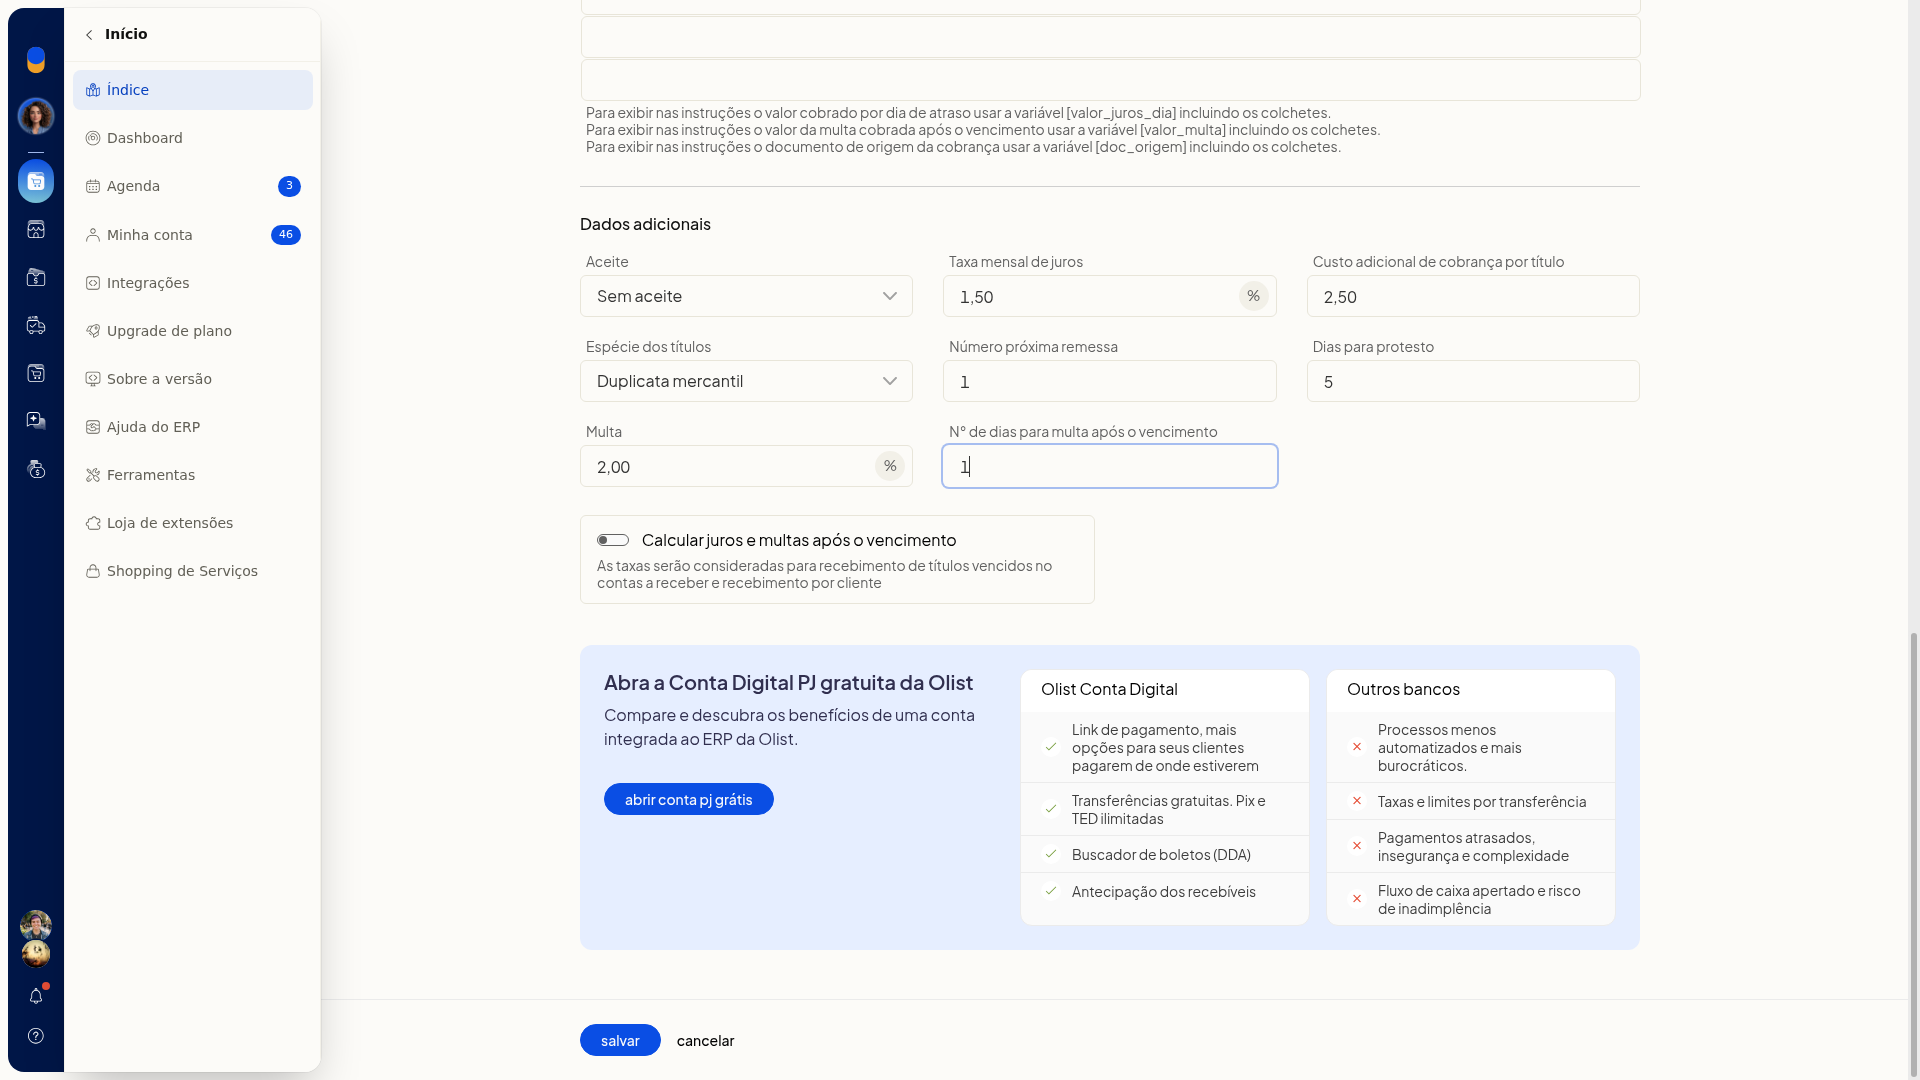 Início
Índice
Dashboard
Agenda
3
Minha conta
46
Integrações
Upgrade de plano
Sobre a versão
Ajuda do ERP
Ferramentas
Loja de extensões
Shopping de Serviços
Para exibir nas instruções o valor cobrado por dia de atraso usar a variável [valor_juros_dia] incluindo os colchetes.
Para exibir nas instruções o valor da multa cobrada após o vencimento usar a variável [valor_multa] incluindo os colchetes.
Para exibir nas instruções o documento de origem da cobrança usar a variável [doc_origem] incluindo os colchetes.
Dados adicionais
Aceite
Taxa mensal de juros
Custo adicional de cobrança por título
Sem aceite
1,50
%
2,50
Espécie dos títulos
Número próxima remessa
Dias para protesto
Duplicata mercantil
1
5
Multa
N° de dias para multa após o vencimento
2,00
%
1
Calcular juros e multas após o vencimento
As taxas serão consideradas para recebimento de títulos vencidos no
contas a receber e recebimento por cliente
Abra a Conta Digital PJ gratuita da Olist
Compare e descubra os benefícios de uma conta
integrada ao ERP da Olist.
abrir conta pj grátis
Olist Conta Digital
Link de pagamento, mais
opções para seus clientes
pagarem de onde estiverem
Transferências gratuitas. Pix e
TED ilimitadas
Buscador de boletos (DDA)
Antecipação dos recebíveis
Outros bancos
Processos menos
automatizados e mais
burocráticos.
Taxas e limites por transferência
Pagamentos atrasados,
insegurança e complexidade
Fluxo de caixa apertado e risco
de inadimplência
salvar
cancelar